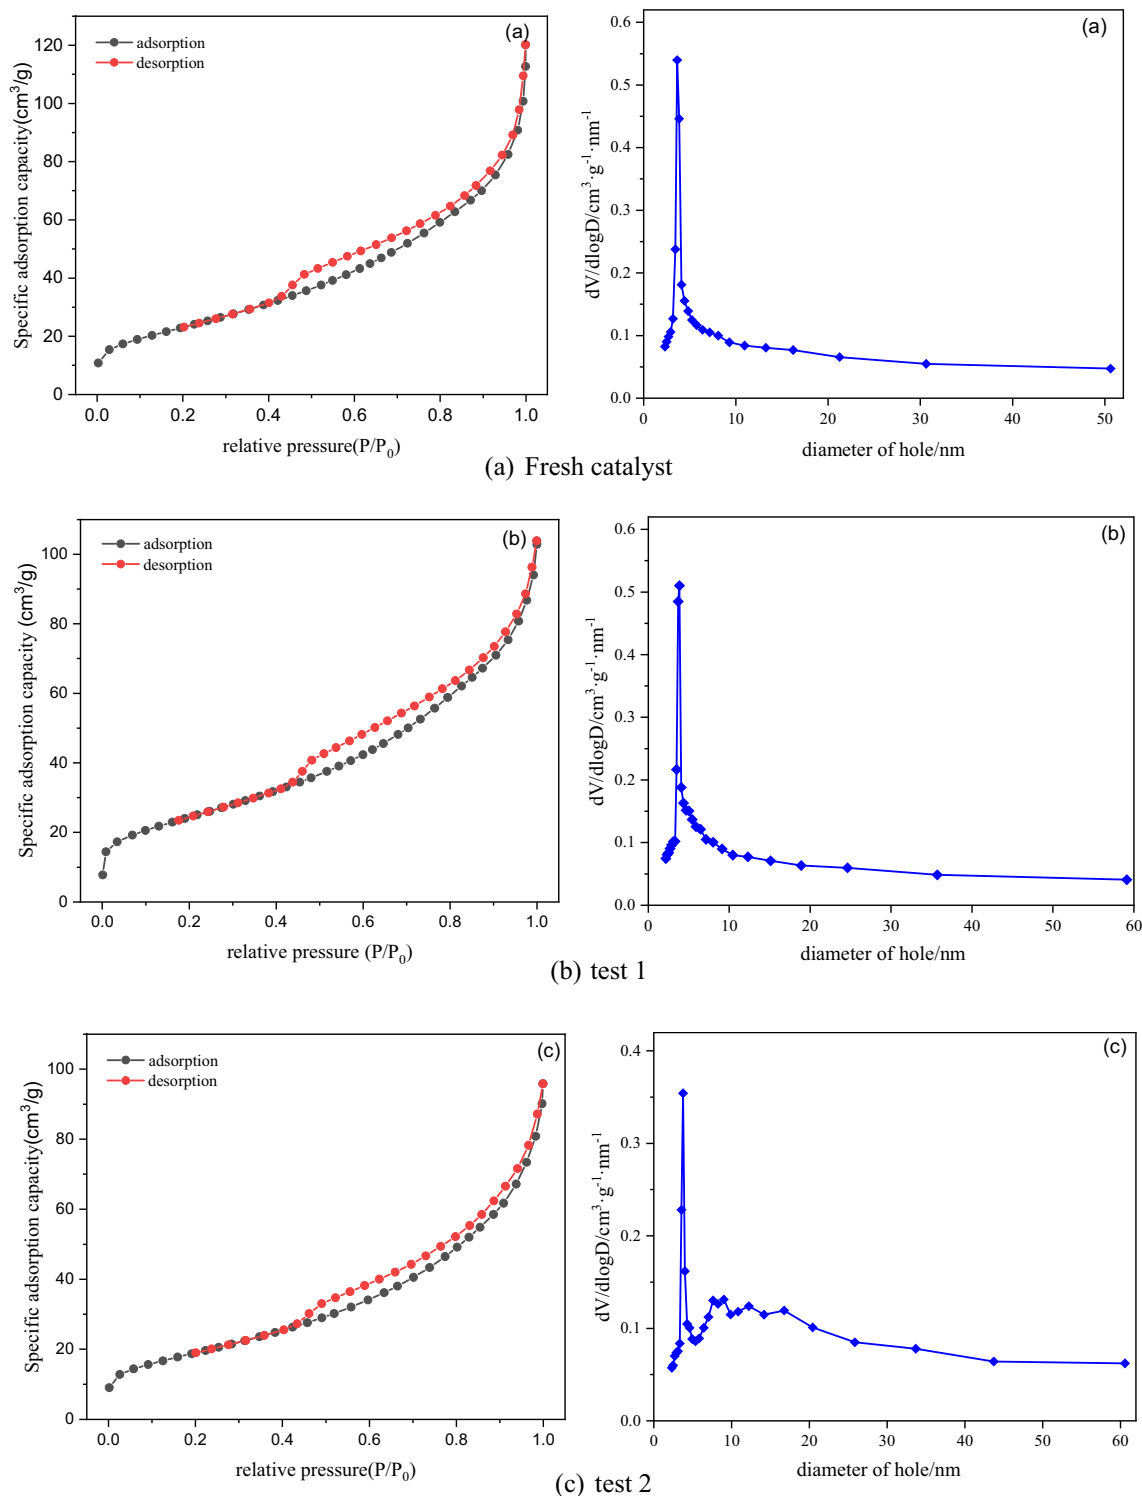 (a)
adsorption
desorption
Specific adsorption capacity(cm³/g)
120
100
80
60
40
20
0
0.0 0.2 0.4 0.6 0.8 1.0
relative pressure(P/P₀)
(a)
dV/dlogD/cm³·g⁻¹·nm⁻¹
0.6
0.5
0.4
0.3
0.2
0.1
0.0
0 10 20 30 40 50
diameter of hole/nm
(a) Fresh catalyst
(b)
adsorption
desorption
Specific adsorption capacity (cm³/g)
100
80
60
40
20
0
0.0 0.2 0.4 0.6 0.8 1.0
relative pressure (P/P₀)
(b)
dV/dlogD/cm³·g⁻¹·nm⁻¹
0.6
0.5
0.4
0.3
0.2
0.1
0.0
0 10 20 30 40 50 60
diameter of hole/nm
(b) test 1
(c)
adsorption
desorption
Specific adsorption capacity(cm³/g)
100
80
60
40
20
0
0.0 0.2 0.4 0.6 0.8 1.0
relative pressure(P/P₀)
(c)
dV/dlogD/cm³·g⁻¹·nm⁻¹
0.4
0.3
0.2
0.1
0.0
0 10 20 30 40 50 60
diameter of hole/nm
(c) test 2